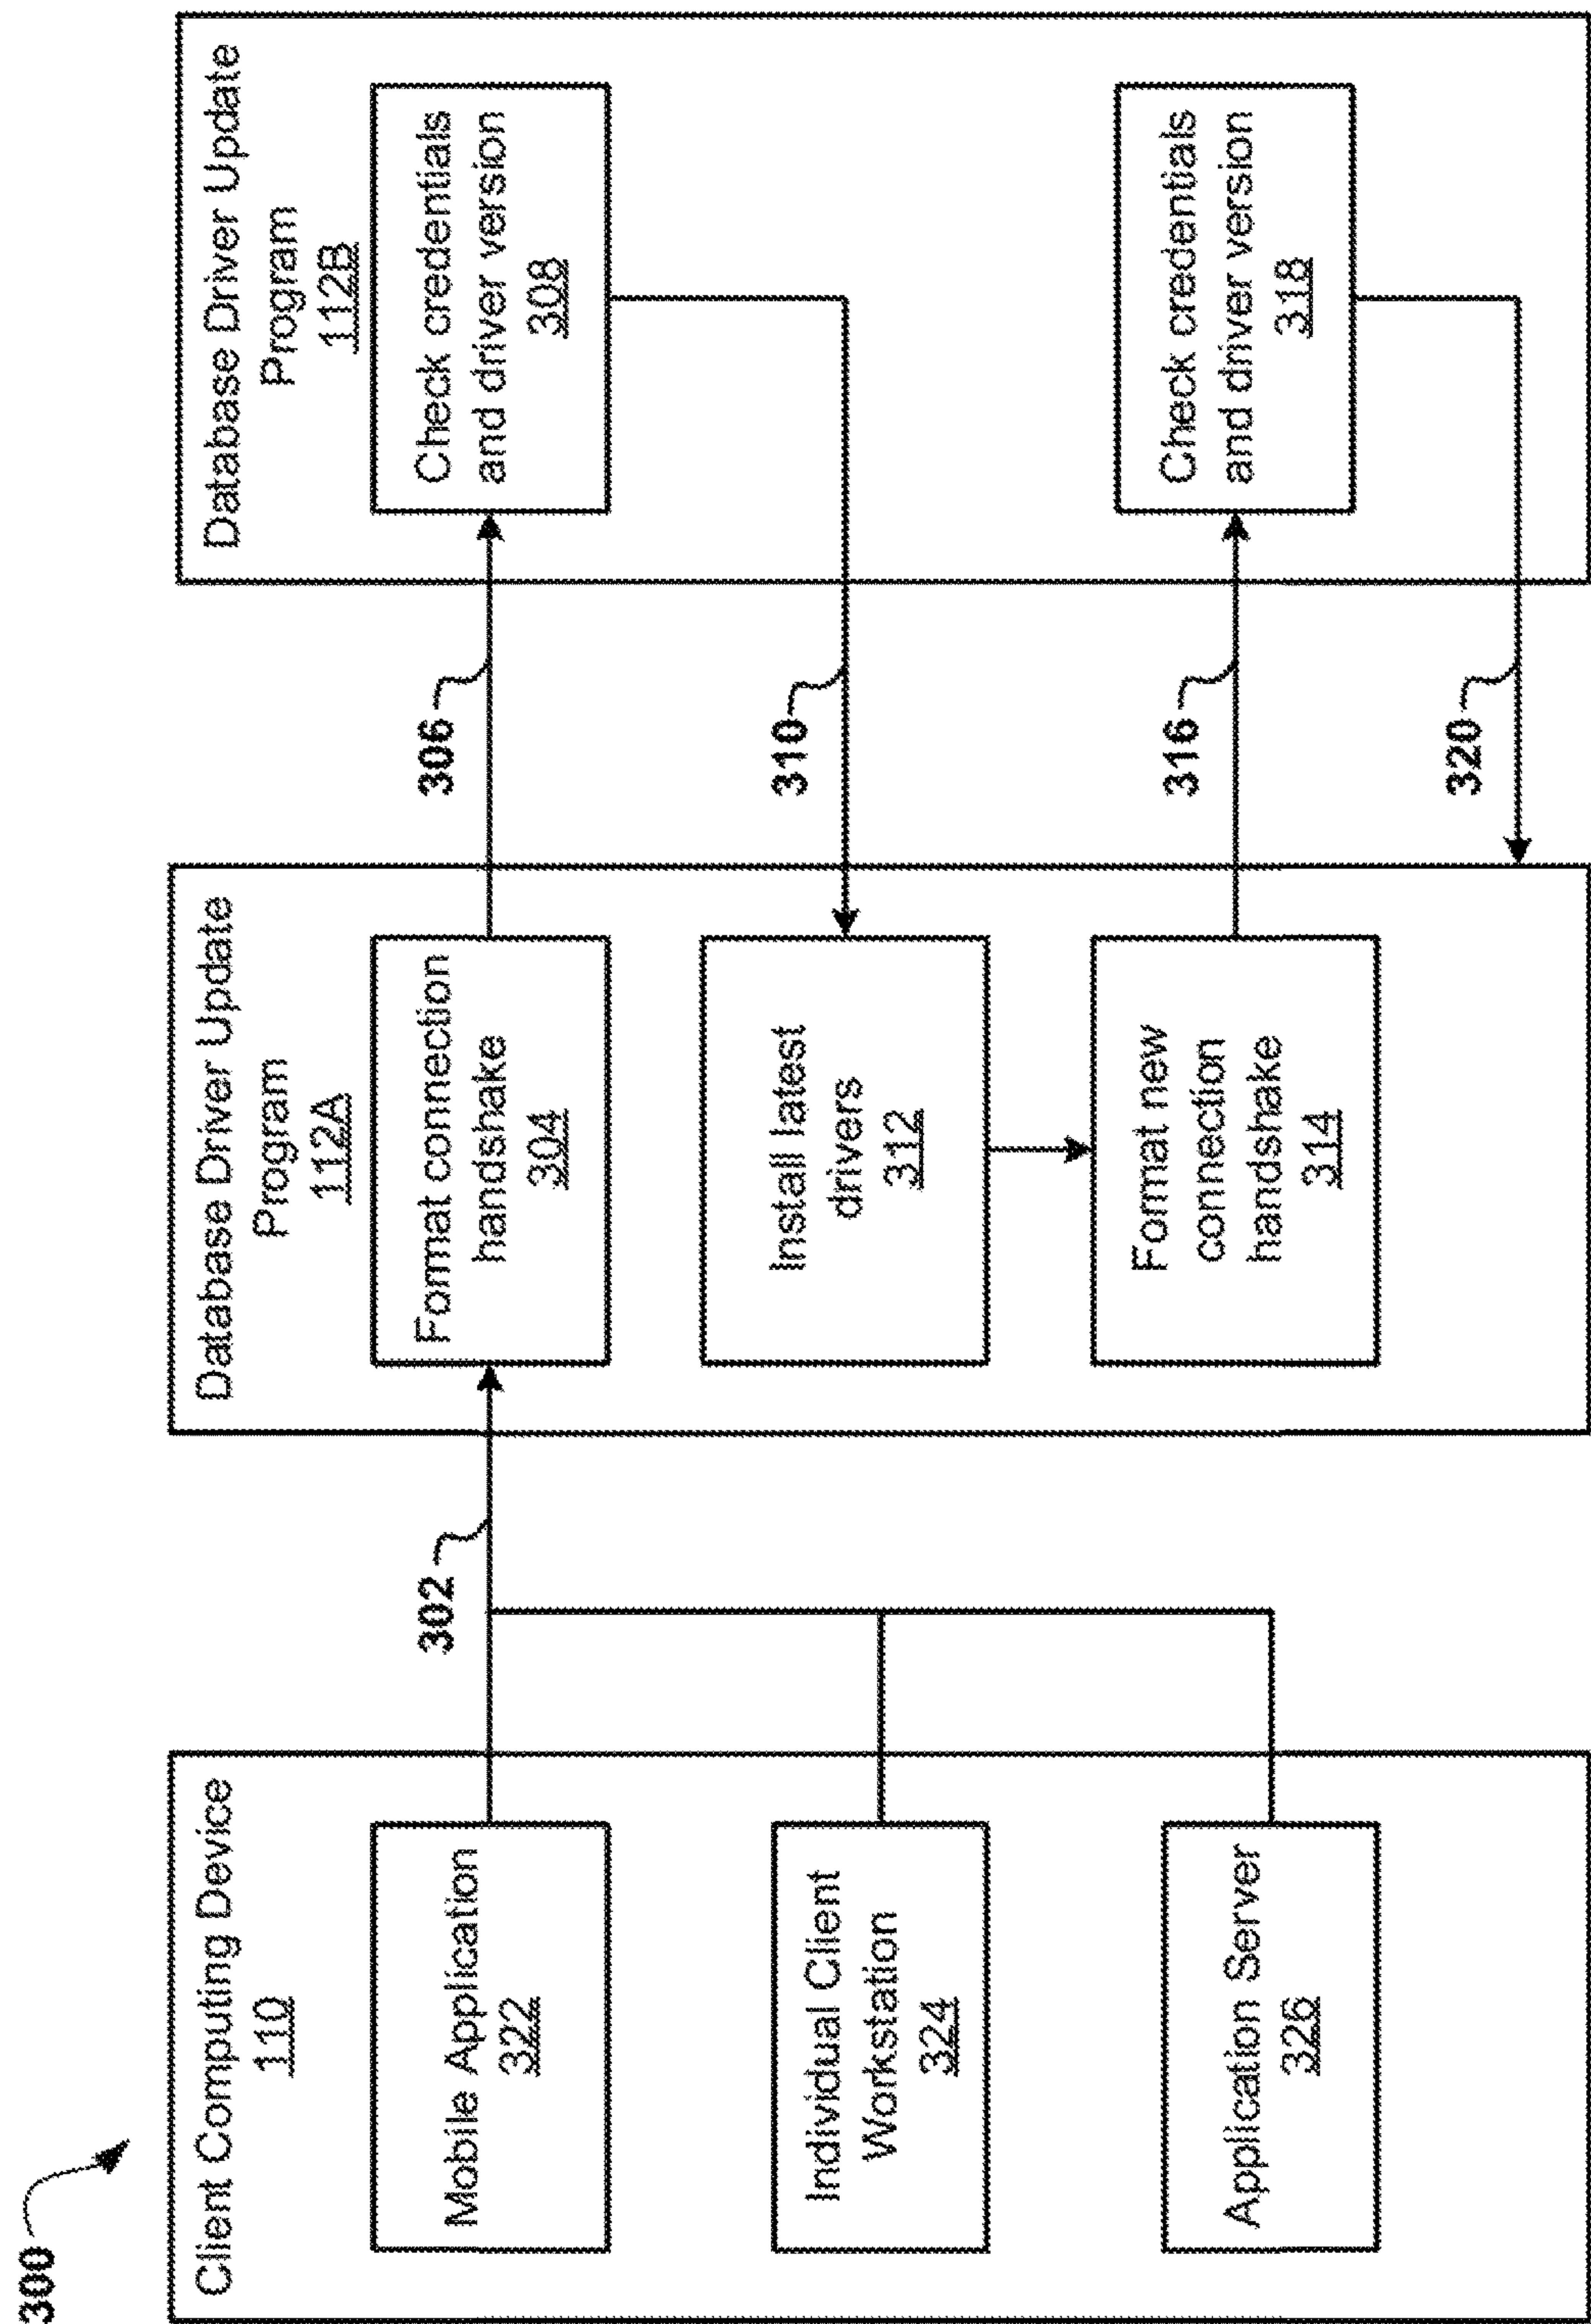 300
Client Computing Device
110
Mobile Application
322
Individual Client
Workstation
324
Application Server
326
302
Database Driver Update
Program
112A
Format connection
handshake
304
Install latest
drivers
312
Format new
connection
handshake
314
306
310
316
320
Database Driver Update
Program
112B
Check credentials
and driver version
308
Check credentials
and driver version
318